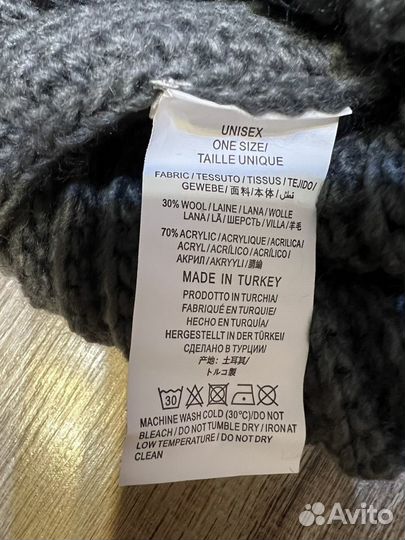 UNISEX
ONE SIZE/
TAILLE UNIQUE
FABRIC / TESSUTO / TISSUS / TEJIDO/
GEWEBE / 面料/本体/
30% WOOL / LAINE / LANA / WOLLE
LANA / LÃ / ШЕРСТЬ / VILLA / 羊毛
70% ACRYLIC / ACRYLIQUE / ACRILICA /
ACRYL / ACRÍLICO / ACRÍLICO /
АКРИЛ / AKRYYLI /
MADE IN TURKEY
PRODOTTO IN TURCHIA/
FABRIQUÉ EN TURQUIE/
HECHO EN TURQUÍA/
HERGESTELLT IN DER TÜRKEI
СДЕЛАНО В ТУРЦИИ/
产地: 土耳其/
トルコ製
30
MACHINE WASH COLD (30°C)/DO NOT
BLEACH / DO NOT TUMBLE DRY / IRON AT
LOW TEMPERATURE / DO NOT DRY
CLEAN
Avito